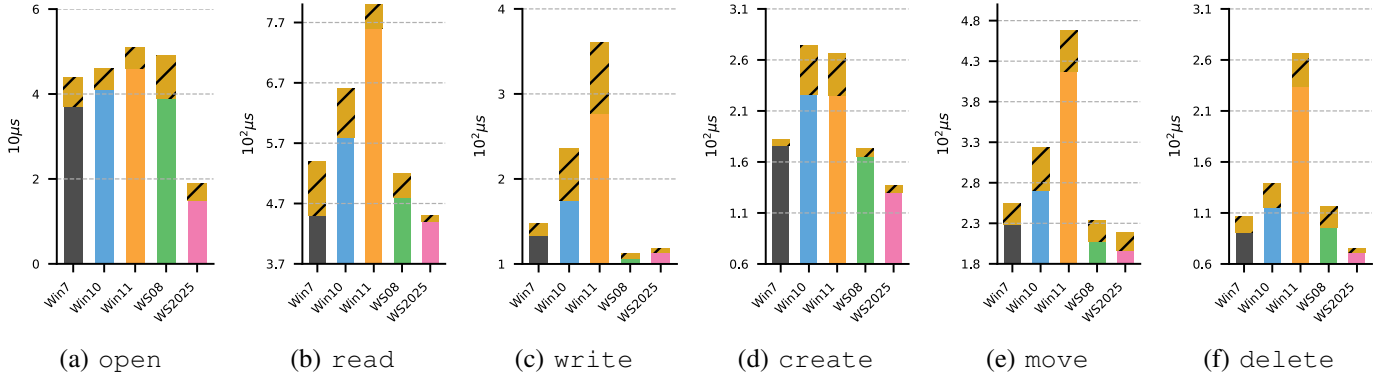 6
4
2
0
10μs
Win7
Win10
Win11
WS08
WS2025
(a) open
7.7
6.7
5.7
4.7
3.7
10²μs
Win7
Win10
Win11
WS08
WS2025
(b) read
4
3
2
1
10²μs
Win7
Win10
Win11
WS08
WS2025
(c) write
3.1
2.6
2.1
1.6
1.1
0.6
10²μs
Win7
Win10
Win11
WS08
WS2025
(d) create
4.8
4.3
3.8
3.3
2.8
2.3
1.8
10²μs
Win7
Win10
Win11
WS08
WS2025
(e) move
3.1
2.6
2.1
1.6
1.1
0.6
10²μs
Win7
Win10
Win11
WS08
WS2025
(f) delete